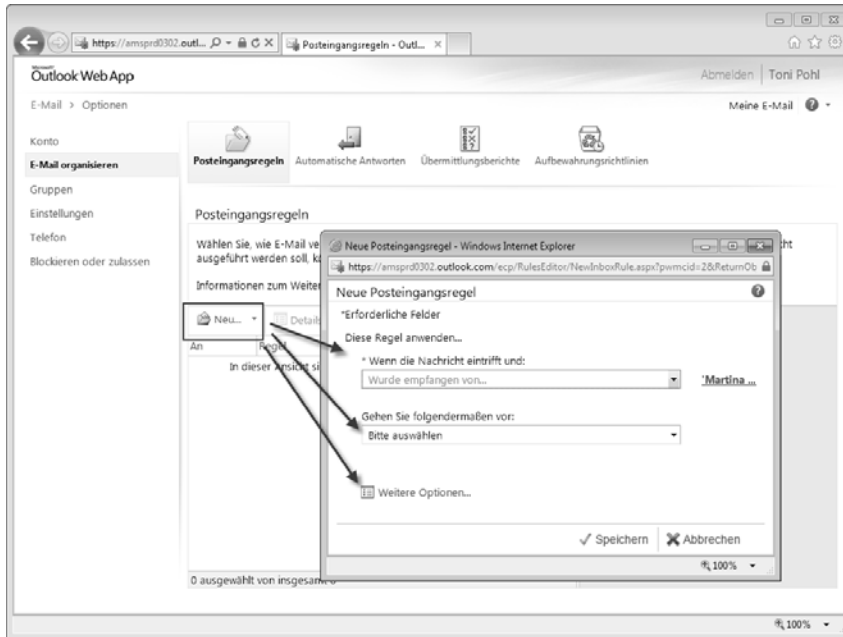 https://amsprd0302.outl...
Posteingangsregeln - Outl...
Microsoft
Outlook Web App
Abmelden | Toni Pohl
E-Mail > Optionen
Meine E-Mail
Konto
E-Mail organisieren
Gruppen
Einstellungen
Telefon
Blockieren oder zulassen
Posteingangsregeln
Automatische Antworten
Übermittlungsberichte
Aufbewahrungsrichtlinien
Posteingangsregeln
Wählen Sie, wie E-Mail ve
ausgeführt werden soll, k
Informationen zum Weiter
Neu...
Details
An
Regel
In dieser Ansicht si
0 ausgewählt von insgesamt 0
Neue Posteingangsregel - Windows Internet Explorer
https://amsprd0302.outlook.com/ecp/RulesEditor/NewInboxRule.aspx?pwmcid=2&ReturnOb
Neue Posteingangsregel
*Erforderliche Felder
Diese Regel anwenden...
* Wenn die Nachricht eintrifft und:
Wurde empfangen von...
'Martina ...
Gehen Sie folgendermaßen vor:
Bitte auswählen
Weitere Optionen...
Speichern
Abbrechen
100%
100%